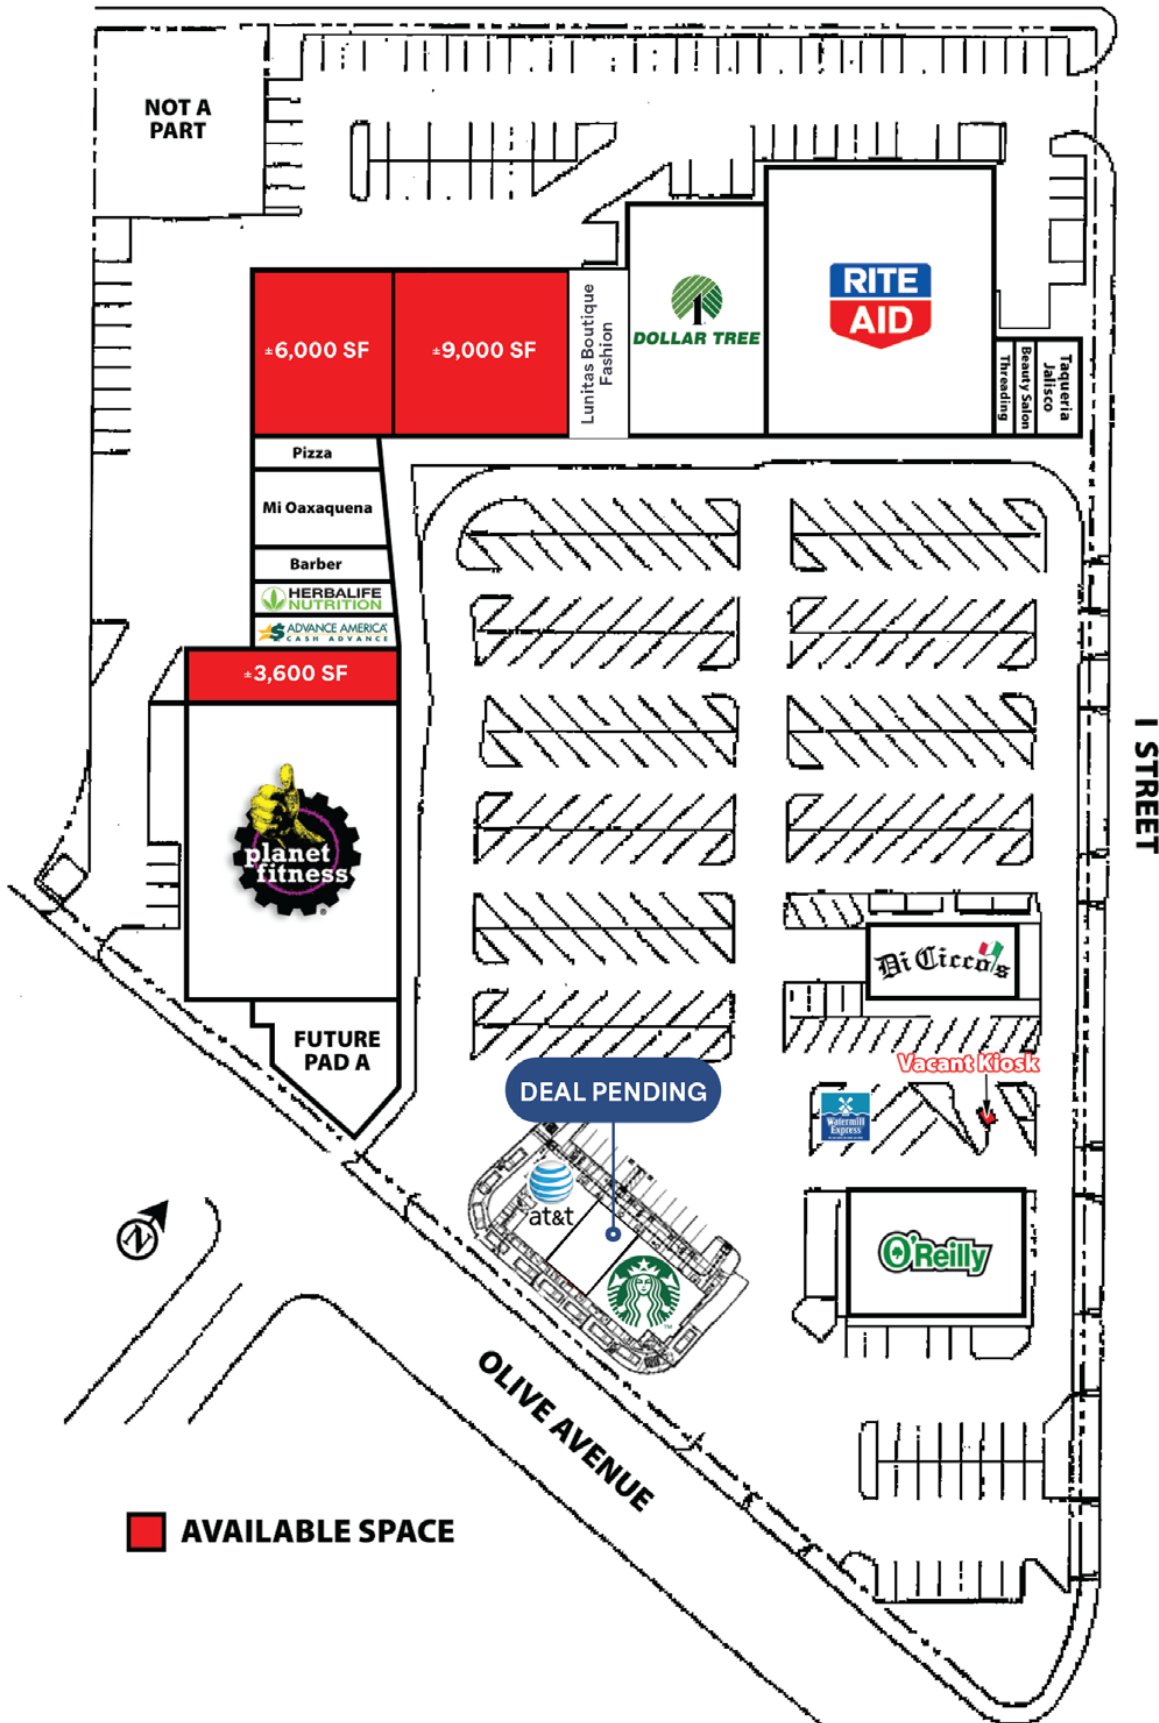 NOT A
PART
RITE
AID
DOLLAR TREE
±6,000 SF
±9,000 SF
Lunitas Boutique
Fashion
Threading
Beauty Salon
Taqueria
Jalisco
Pizza
Mi Oaxaquena
Barber
HERBALIFE
NUTRITION
ADVANCE AMERICA
CASH ADVANCE
±3,600 SF
planet
fitness
I STREET
Di Cicco's
FUTURE
PAD A
Vacant Kiosk
DEAL PENDING
Watermill
Express
at&t
N
O'Reilly
OLIVE AVENUE
AVAILABLE SPACE